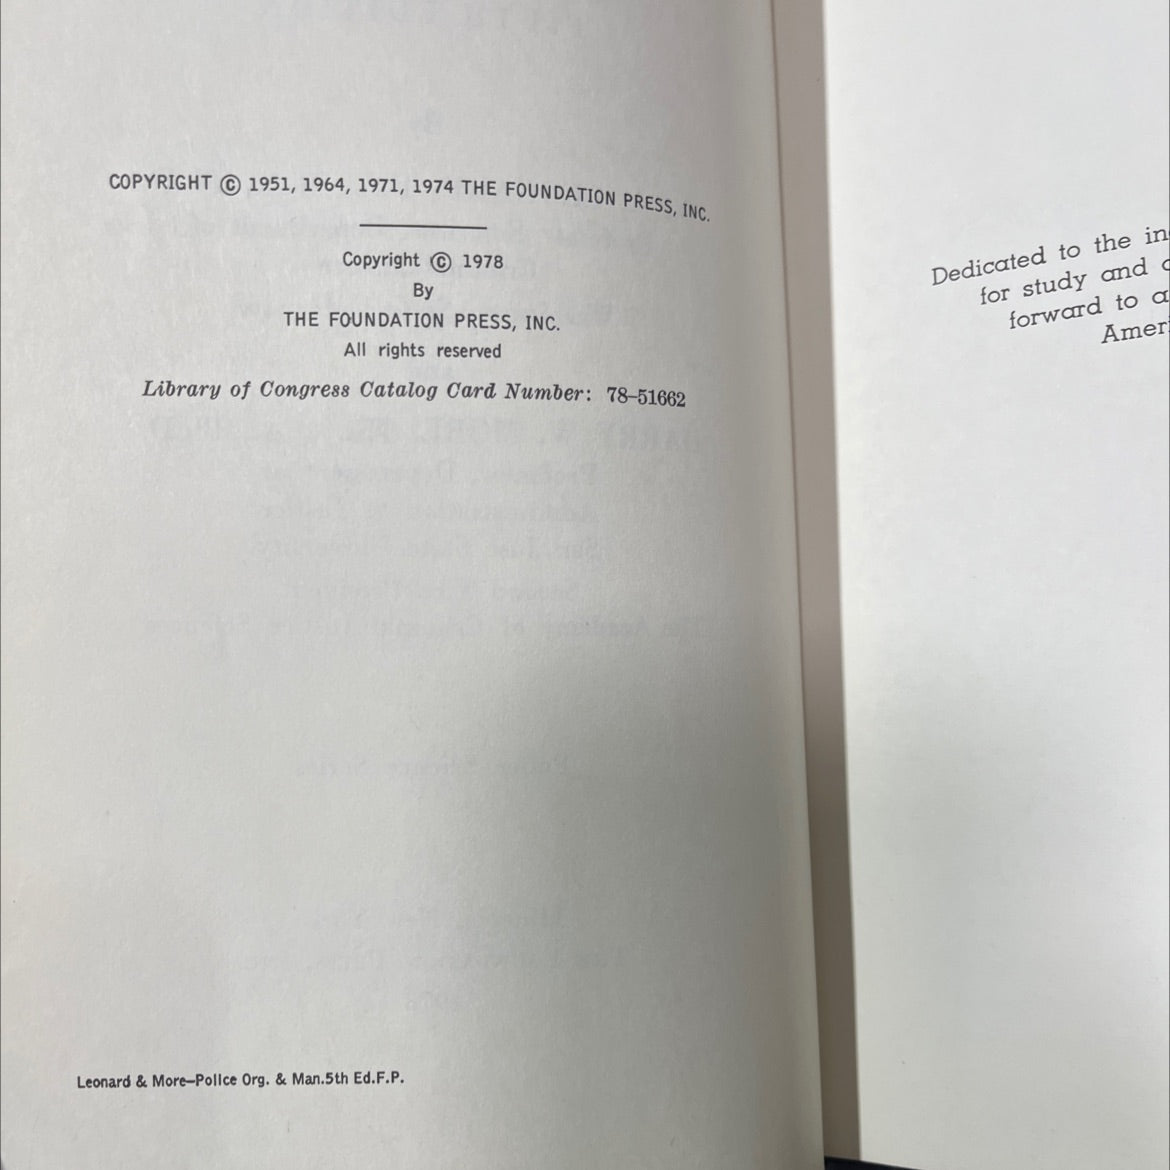 COPYRIGHT © 1951, 1964, 1971, 1974 THE FOUNDATION PRESS, INC.
Copyright © 1978
By
THE FOUNDATION PRESS, INC.
All rights reserved
Library of Congress Catalog Card Number: 78–51662
Leonard & More–Police Org. & Man.5th Ed.F.P.
Dedicated to the in
for study and
forward to a
Ameri